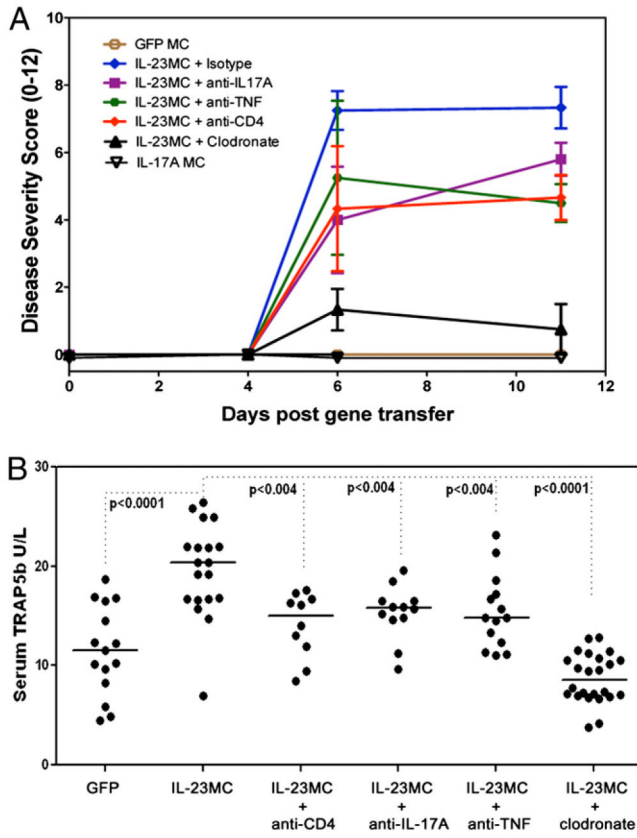 A
Disease Severity Score (0-12)
10
8
6
4
2
0
GFP MC
IL-23MC + Isotype
IL-23MC + anti-IL17A
IL-23MC + anti-TNF
IL-23MC + anti-CD4
IL-23MC + Clodronate
IL-17A MC
0 2 4 6 8 10 12
Days post gene transfer
B
Serum TRAP5b U/L
30
20
10
0
p<0.0001
p<0.004
p<0.004
p<0.004
p<0.0001
GFP
IL-23MC
IL-23MC
+
anti-CD4
IL-23MC
+
anti-IL-17A
IL-23MC
+
anti-TNF
IL-23MC
+
clodronate